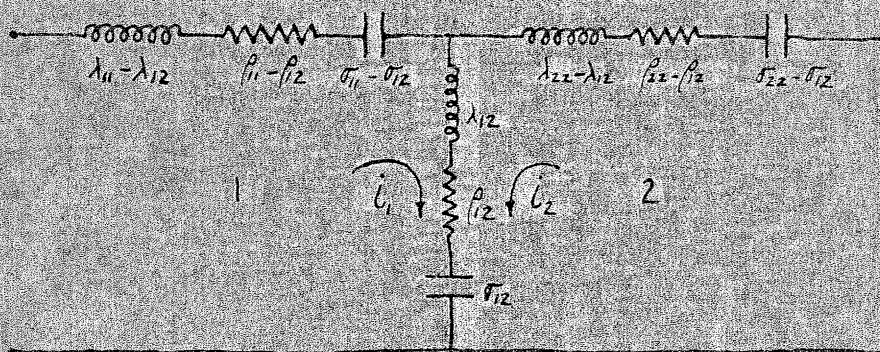 λ₁₁-λ₁₂ ρ₁₁-ρ₁₂ σ₁₁-σ₁₂ λ₂₂-λ₁₂ ρ₂₂-ρ₁₂ σ₂₂-σ₁₂
λ₁₂
1 i₁ ρ₁₂ i₂ 2
σ₁₂